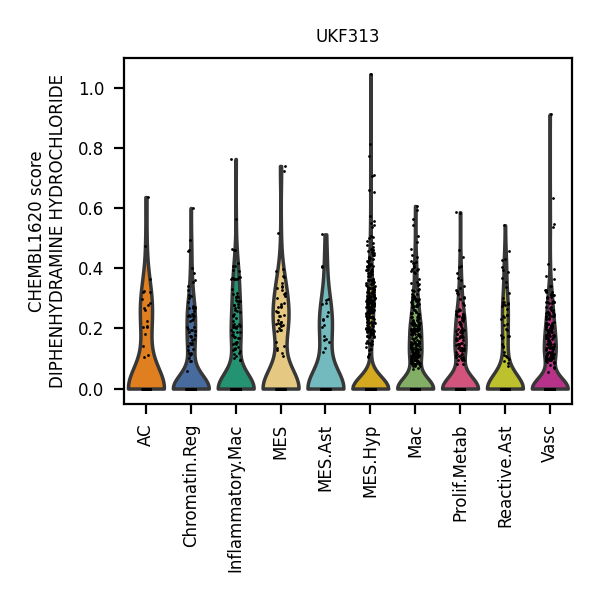 UKF313
CHEMBL1620 score
DIPHENHYDRAMINE HYDROCHLORIDE
1.0
0.8
0.6
0.4
0.2
0.0
AC
Chromatin.Reg
Inflammatory.Mac
MES
MES.Ast
MES.Hyp
Mac
Prolif.Metab
Reactive.Ast
Vasc